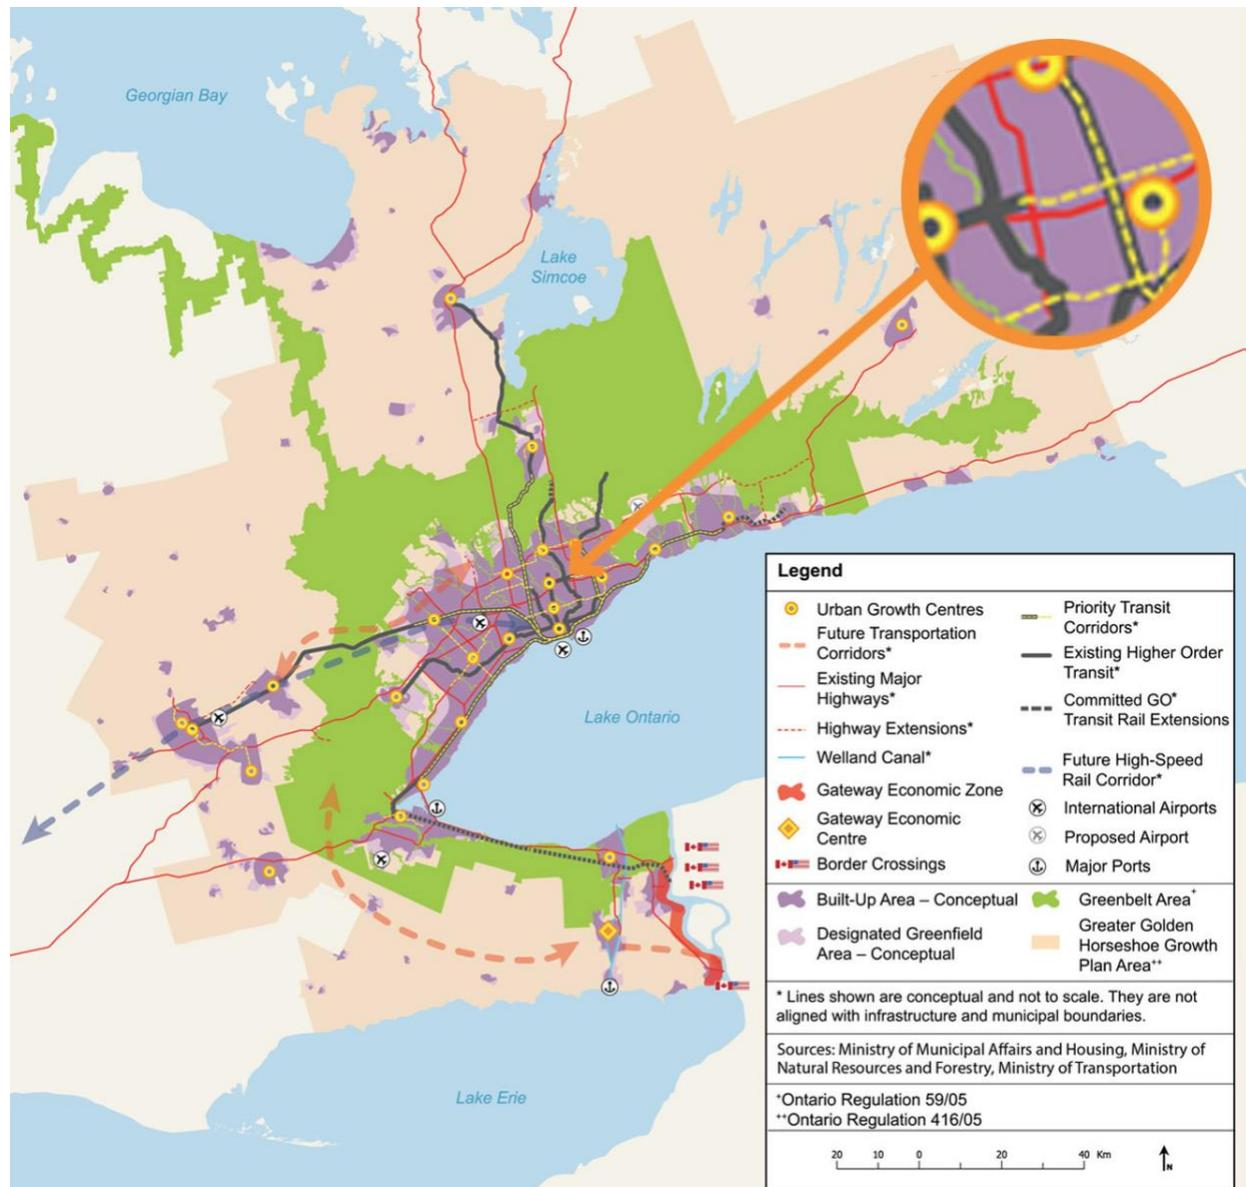 Georgian Bay
Lake
Simcoe
Lake Ontario
Lake Erie
Legend
Urban Growth Centres
Future Transportation
Corridors*
Existing Major
Highways*
Highway Extensions*
Welland Canal*
Gateway Economic Zone
Gateway Economic
Centre
Border Crossings
Priority Transit
Corridors*
Existing Higher Order
Transit*
Committed GO*
Transit Rail Extensions
Future High-Speed
Rail Corridor*
International Airports
Proposed Airport
Major Ports
Built-Up Area – Conceptual
Designated Greenfield
Area – Conceptual
Greenbelt Area+
Greater Golden
Horseshoe Growth
Plan Area++
* Lines shown are conceptual and not to scale. They are not
aligned with infrastructure and municipal boundaries.
Sources: Ministry of Municipal Affairs and Housing, Ministry of
Natural Resources and Forestry, Ministry of Transportation
+Ontario Regulation 59/05
++Ontario Regulation 416/05
20 10 0 20 40 Km
N